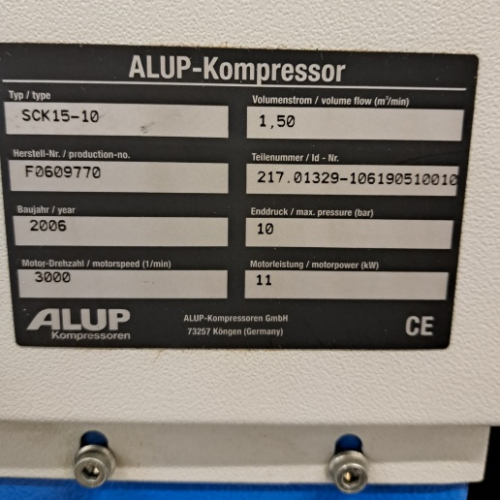 ALUP-Kompressor
Typ / type
SCK15-10
Volumenstrom / volume flow (m³/min)
1,50
Herstell-Nr. / production-no.
F0609770
Teilenummer / Id - Nr.
217.01329-106190510010
Baujahr / year
2006
Enddruck / max. pressure (bar)
10
Motor-Drehzahl / motorspeed (1/min)
3000
Motorleistung / motorpower (kW)
11
ALUP
Kompressoren
ALUP-Kompressoren GmbH
73257 Köngen (Germany)
CE